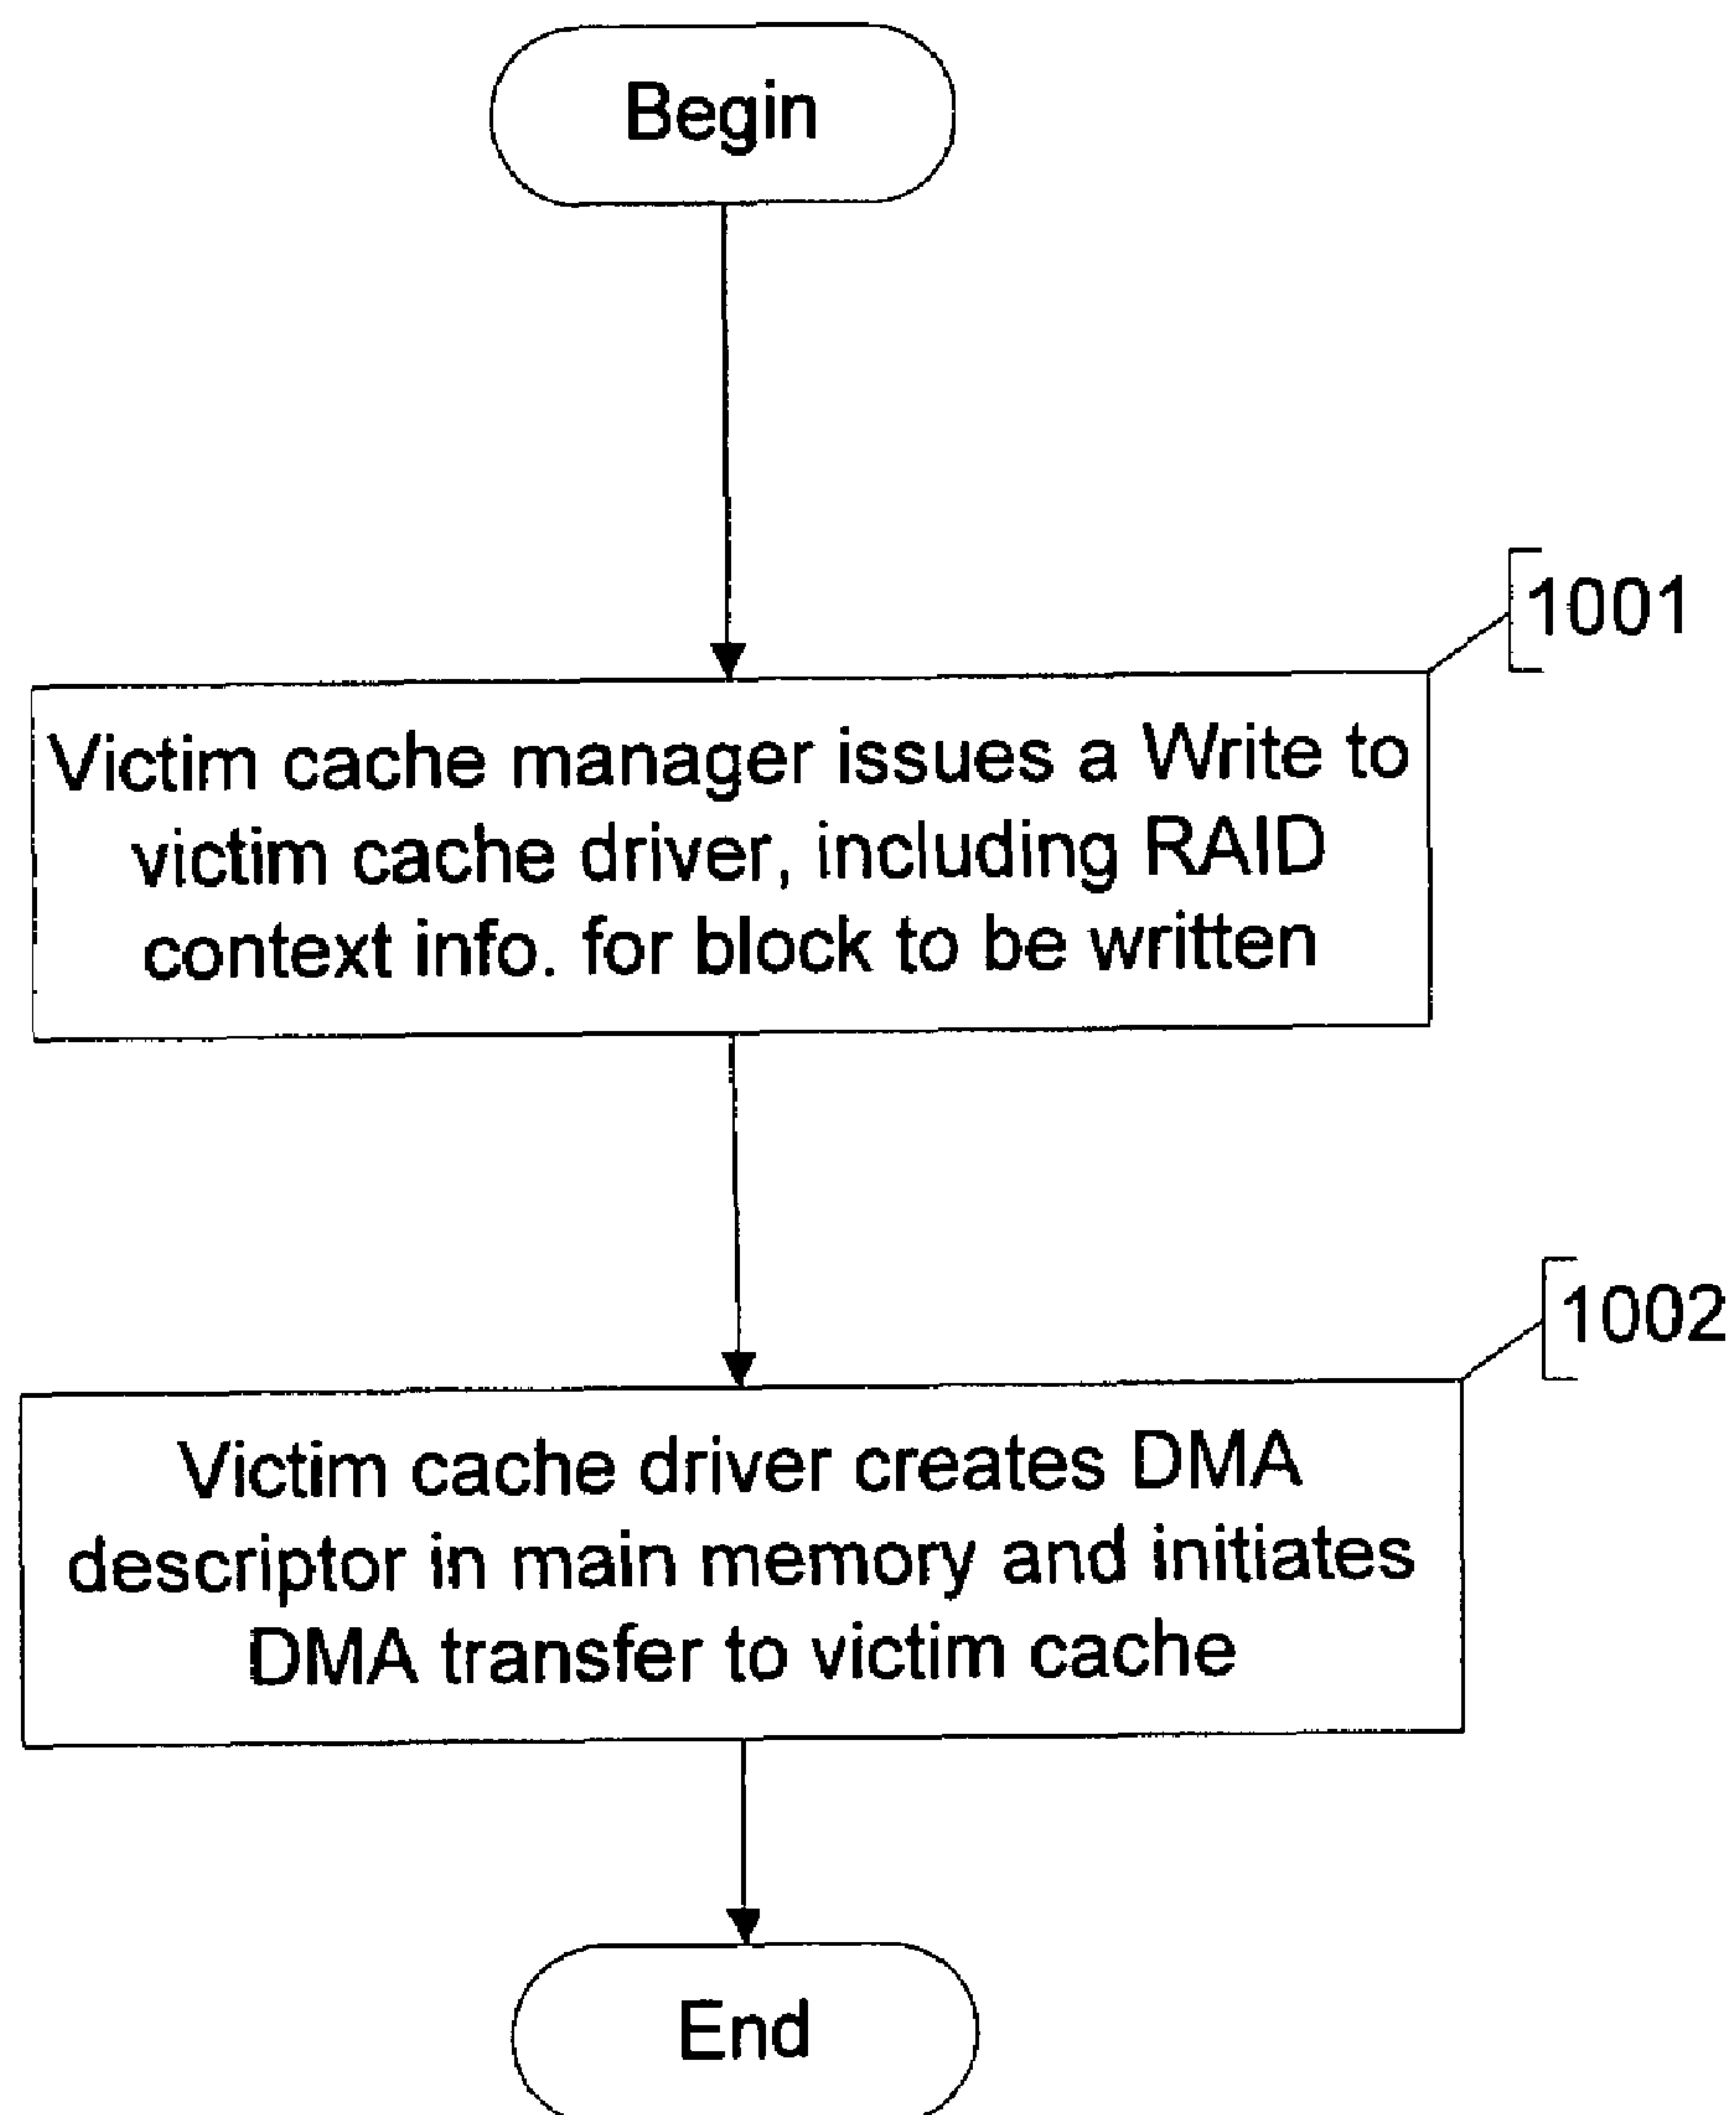 Begin
1001
Victim cache manager issues a Write to
victim cache driver, including RAID
context info. for block to be written
1002
Victim cache driver creates DMA
descriptor in main memory and initiates
DMA transfer to victim cache
End